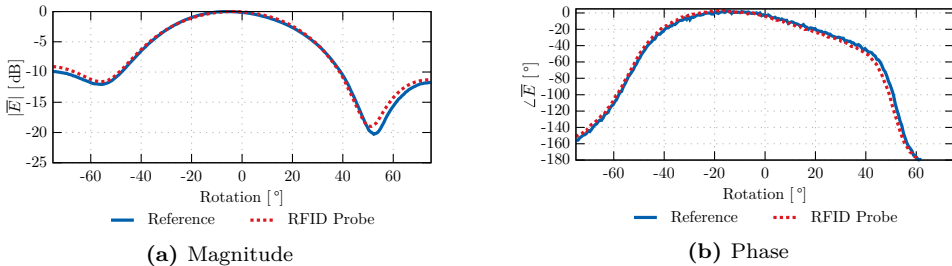 0
-5
-10
-15
-20
-25
|E| [dB]
-60 -40 -20 0 20 40 60
Rotation [°]
Reference RFID Probe
(a) Magnitude
0
-20
-40
-60
-80
-100
-120
-140
-160
-180
∠E [°]
-60 -40 -20 0 20 40 60
Rotation [°]
Reference RFID Probe
(b) Phase